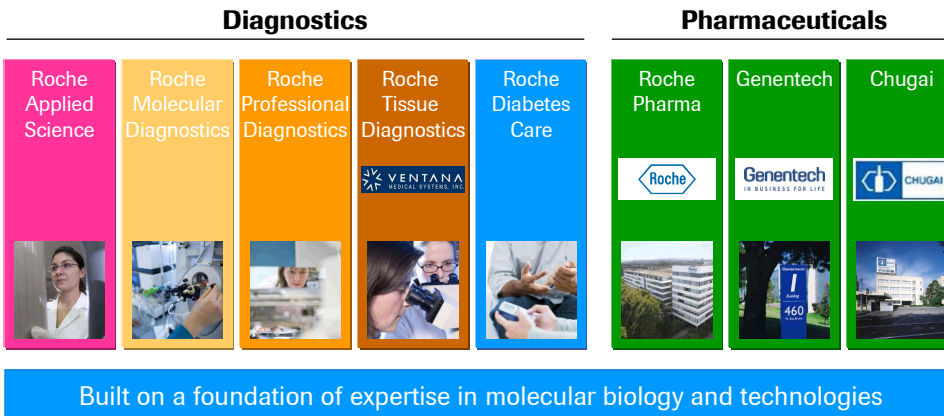 Diagnostics
Pharmaceuticals
Roche
Applied
Science
Roche
Molecular
Diagnostics
Roche
Professional
Diagnostics
Roche
Tissue
Diagnostics
VENTANA
MEDICAL SYSTEMS, INC.
Roche
Diabetes
Care
Roche
Pharma
Roche
Genentech
Genentech
IN BUSINESS FOR LIFE
Genentech
Building
460
Chugai
CHUGAI
Built on a foundation of expertise in molecular biology and technologies